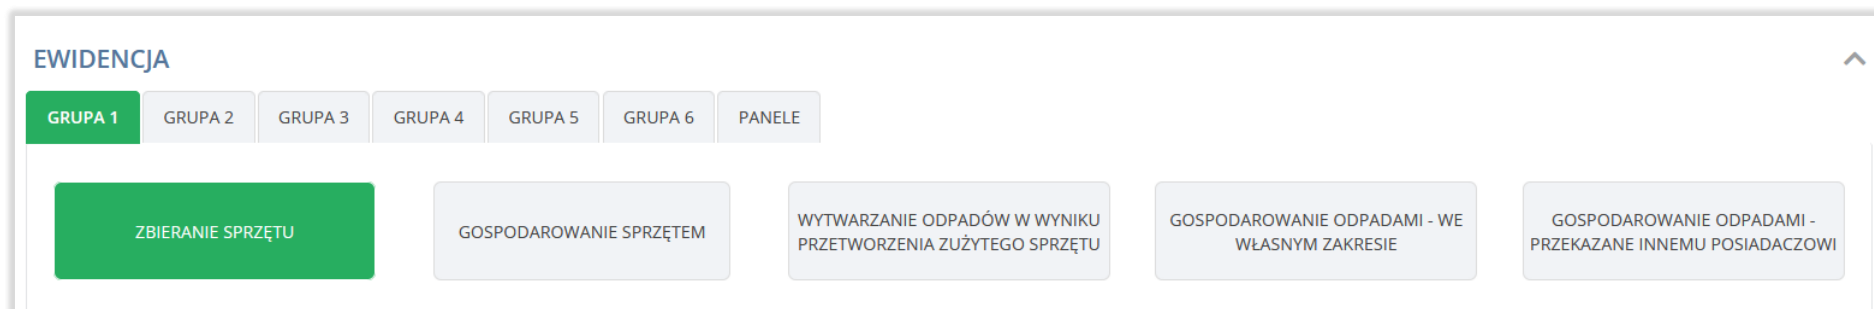 EWIDENCJA
GRUPA 1
GRUPA 2
GRUPA 3
GRUPA 4
GRUPA 5
GRUPA 6
PANELE
ZBIERANIE SPRZĘTU
GOSPODAROWANIE SPRZĘTEM
WYTWARZANIE ODPADÓW W WYNIKU
PRZETWORZENIA ZUŻYTEGO SPRZĘTU
GOSPODAROWANIE ODPADAMI - WE
WŁASNYM ZAKRESIE
GOSPODAROWANIE ODPADAMI -
PRZEKAZANE INNEMU POSIADACZOWI